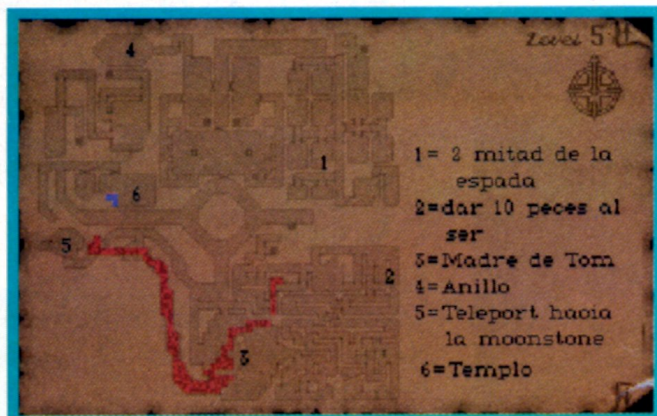 Level 5
4
1
6
5
2
3
1= 2 mitad de la
espada
2=dar 10 peces al
ser
3=Madre de Tom
4=Anillo
5=Teleport hacia
la moonstone
6=Templo